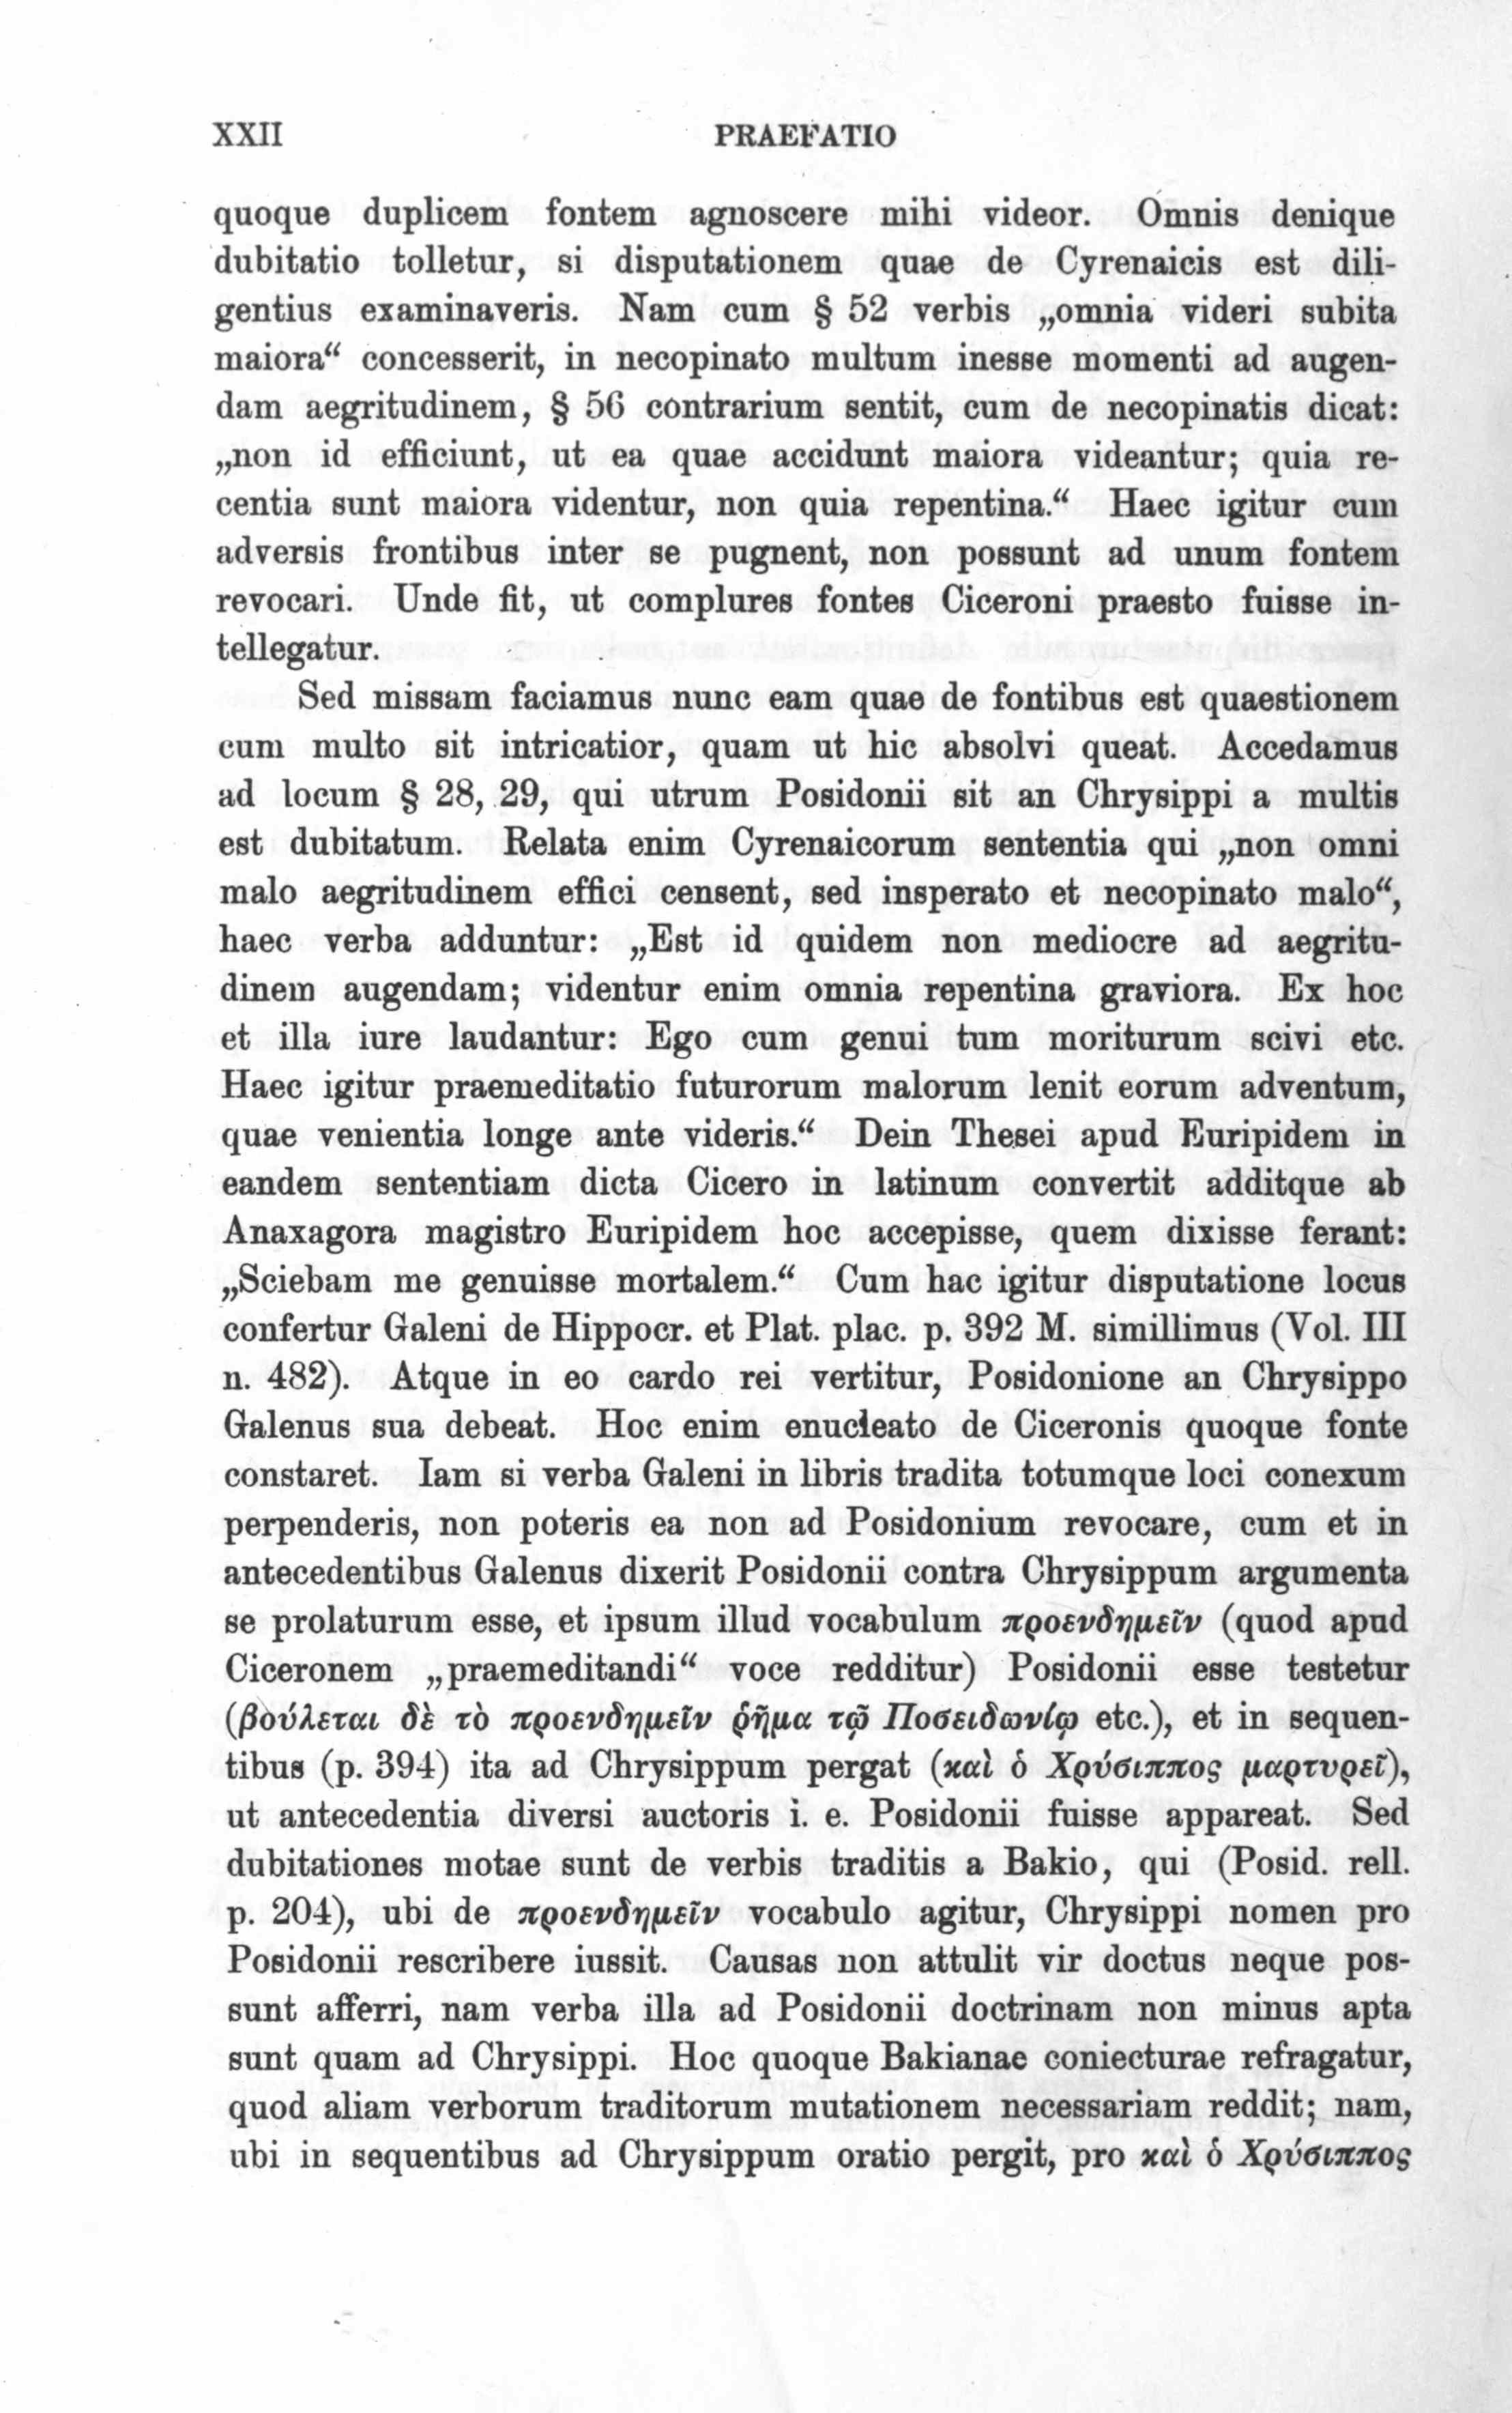 XXII PRAEFATIO
quoque duplicem fontem agnoscere mihi videor. Omnis denique
dubitatio tolletur, si disputationem quae de Cyrenaicis est dili-
gentius examinaveris. Nam cum § 52 verbis „omnia videri subita
maiora“ concesserit, in necopinato multum inesse momenti ad augen-
dam aegritudinem, § 56 contrarium sentit, cum de necopinatis dicat:
„non id efficiunt, ut ea quae accidunt maiora videantur; quia re-
centia sunt maiora videntur, non quia repentina.“ Haec igitur cum
adversis frontibus inter se pugnent, non possunt ad unum fontem
revocari. Unde fit, ut complures fontes Ciceroni praesto fuisse in-
tellegatur.
Sed missam faciamus nunc eam quae de fontibus est quaestionem
cum multo sit intricatior, quam ut hic absolvi queat. Accedamus
ad locum § 28, 29, qui utrum Posidonii sit an Chrysippi a multis
est dubitatum. Relata enim Cyrenaicorum sententia qui „non omni
malo aegritudinem effici censent, sed insperato et necopinato malo“,
haec verba adduntur: „Est id quidem non mediocre ad aegritu-
dinem augendam; videntur enim omnia repentina graviora. Ex hoc
et illa iure laudantur: Ego cum genui tum moriturum scivi etc.
Haec igitur praemeditatio futurorum malorum lenit eorum adventum,
quae venientia longe ante videris.“ Dein Thesei apud Euripidem in
eandem sententiam dicta Cicero in latinum convertit additque ab
Anaxagora magistro Euripidem hoc accepisse, quem dixisse ferant:
„Sciebam me genuisse mortalem.“ Cum hac igitur disputatione locus
confertur Galeni de Hippocr. et Plat. plac. p. 392 M. simillimus (Vol. III
n. 482). Atque in eo cardo rei vertitur, Posidonione an Chrysippo
Galenus sua debeat. Hoc enim enucleato de Ciceronis quoque fonte
constaret. Iam si verba Galeni in libris tradita totumque loci conexum
perpenderis, non poteris ea non ad Posidonium revocare, cum et in
antecedentibus Galenus dixerit Posidonii contra Chrysippum argumenta
se prolaturum esse, et ipsum illud vocabulum προενδημεῖν (quod apud
Ciceronem „praemeditandi“ voce redditur) Posidonii esse testetur
(βούλεται δὲ τὸ προενδημεῖν ῥῆμα τῷ Ποσειδωνίῳ etc.), et in sequen-
tibus (p. 394) ita ad Chrysippum pergat (καὶ ὁ Χρύσιππος μαρτυρεῖ),
ut antecedentia diversi auctoris i. e. Posidonii fuisse appareat. Sed
dubitationes motae sunt de verbis traditis a Bakio, qui (Posid. rell.
p. 204), ubi de προενδημεῖν vocabulo agitur, Chrysippi nomen pro
Posidonii rescribere iussit. Causas non attulit vir doctus neque pos-
sunt afferri, nam verba illa ad Posidonii doctrinam non minus apta
sunt quam ad Chrysippi. Hoc quoque Bakianae coniecturae refragatur,
quod aliam verborum traditorum mutationem necessariam reddit; nam,
ubi in sequentibus ad Chrysippum oratio pergit, pro καὶ ὁ Χρύσιππος